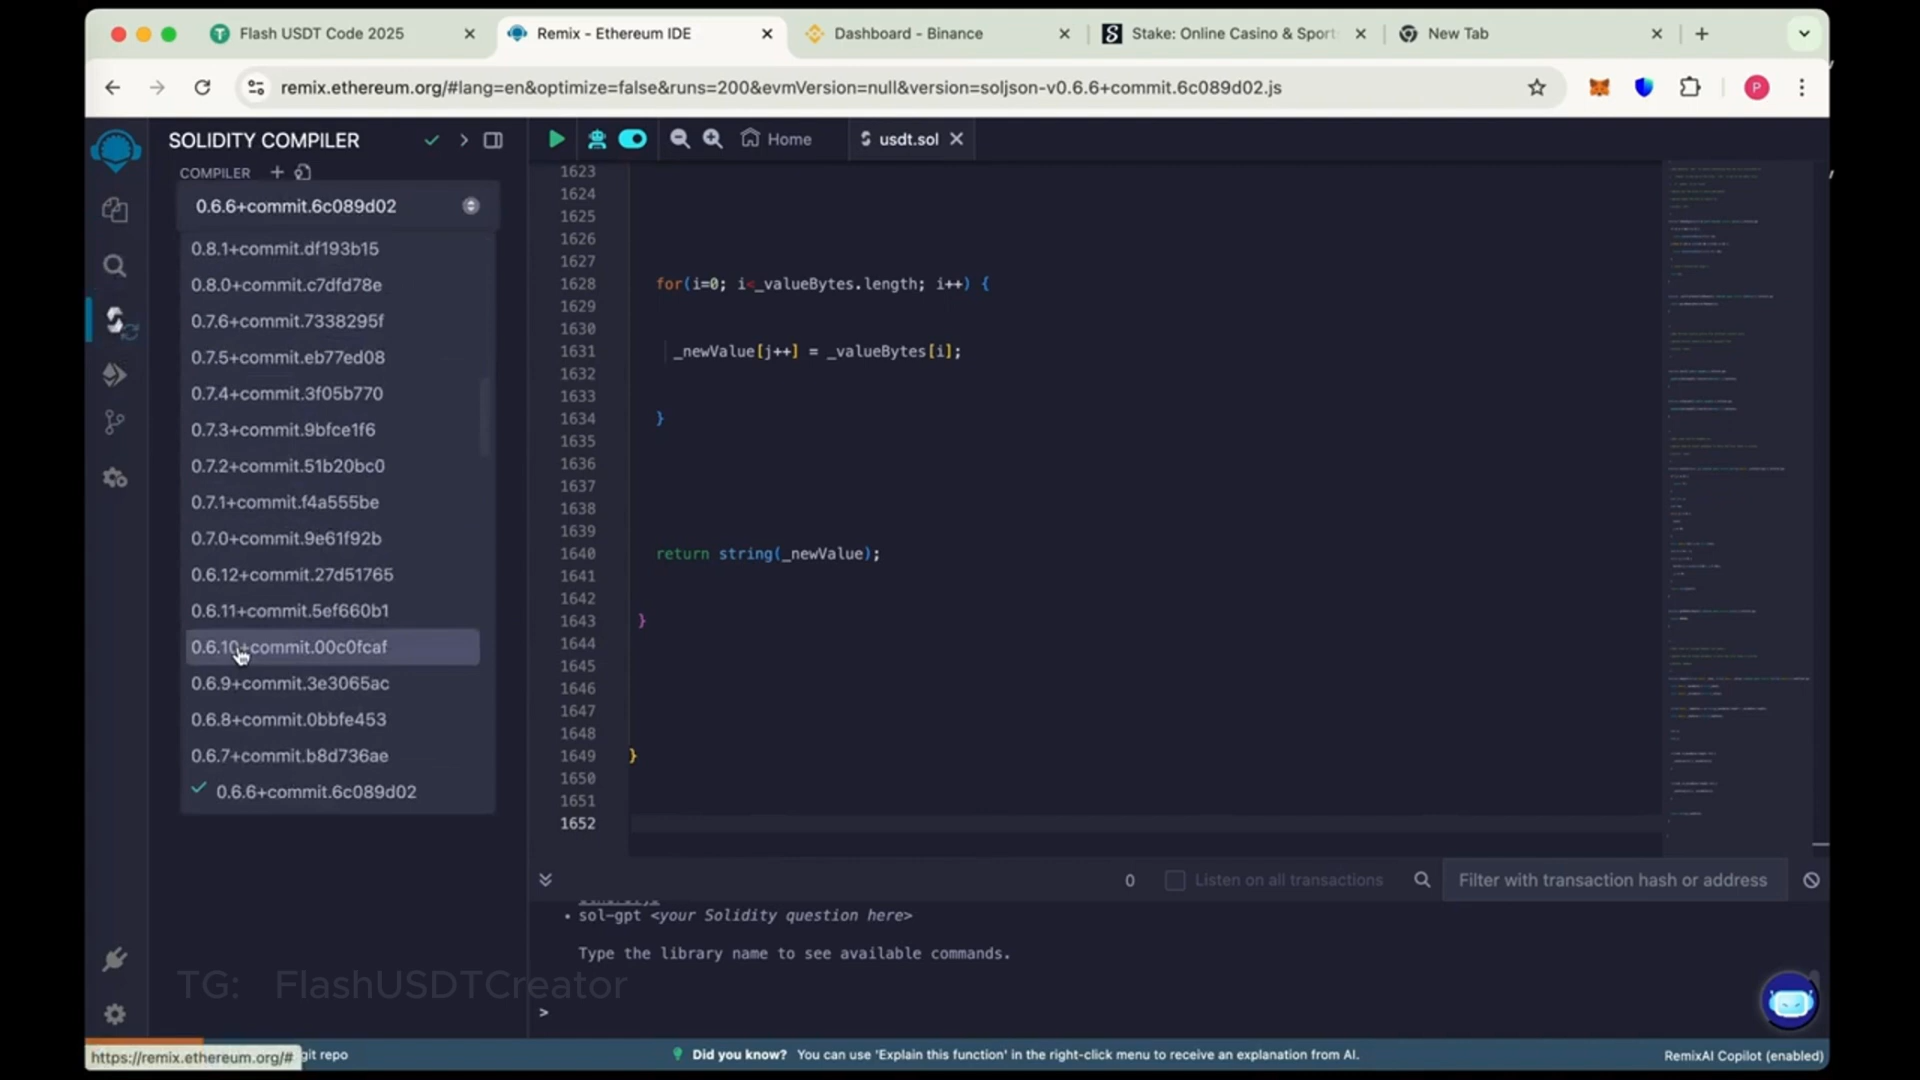 Flash USDT Code 2025
Remix - Ethereum IDE
Dashboard - Binance
Stake: Online Casino & Sport
New Tab
remix.ethereum.org/#lang=en&optimize=false&runs=200&evmVersion=null&version=soljson-v0.6.6+commit.6c089d02.js
P
SOLIDITY COMPILER
COMPILER
0.6.6+commit.6c089d02
0.8.1+commit.df193b15
0.8.0+commit.c7dfd78e
0.7.6+commit.7338295f
0.7.5+commit.eb77ed08
0.7.4+commit.3f05b770
0.7.3+commit.9bfce1f6
0.7.2+commit.51b20bc0
0.7.1+commit.f4a555be
0.7.0+commit.9e61f92b
0.6.12+commit.27d51765
0.6.11+commit.5ef660b1
0.6.10+commit.00c0fcaf
0.6.9+commit.3e3065ac
0.6.8+commit.0bbfe453
0.6.7+commit.b8d736ae
0.6.6+commit.6c089d02
Home
usdt.sol
1623
1624
1625
1626
1627
1628 for(i=0; i<_valueBytes.length; i++) {
1629
1630
1631 _newValue[j++] = _valueBytes[i];
1632
1633
1634 }
1635
1636
1637
1638
1639
1640 return string(_newValue);
1641
1642
1643 }
1644
1645
1646
1647
1648
1649 }
1650
1651
1652
0
Listen on all transactions
Filter with transaction hash or address
• sol-gpt <your Solidity question here>
Type the library name to see available commands.
>
TG: FlashUSDTCreator
https://remix.ethereum.org/#
git repo
Did you know? You can use 'Explain this function' in the right-click menu to receive an explanation from AI.
RemixAI Copilot (enabled)